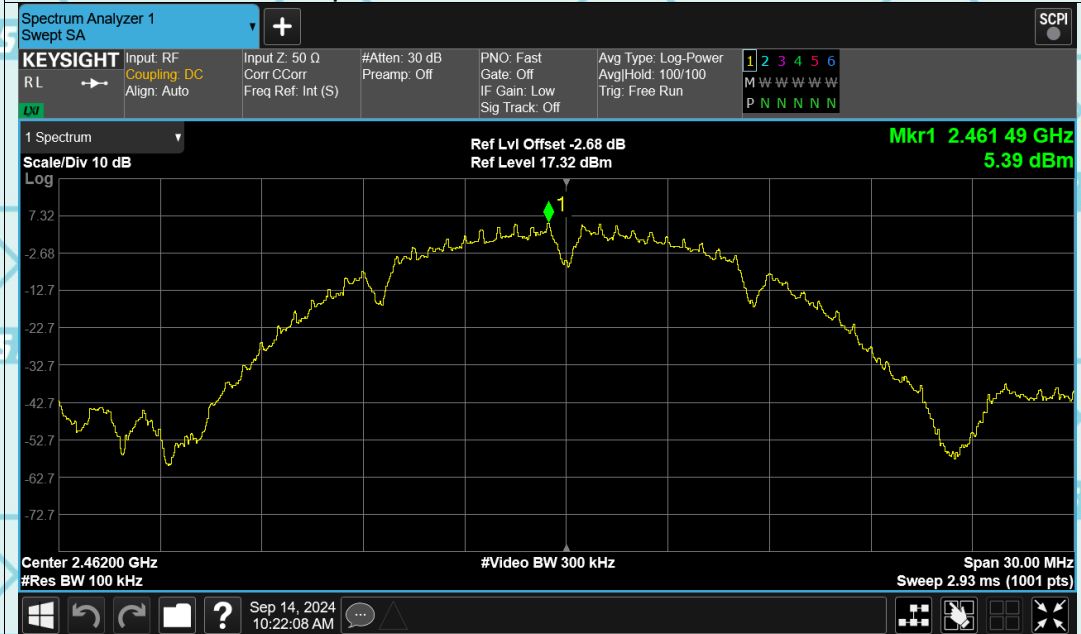 Spectrum Analyzer 1
Swept SA
+
SCPI
KEYSIGHT
R L
LXI
Input: RF
Coupling: DC
Align: Auto
Input Z: 50 Ω
Corr CCorr
Freq Ref: Int (S)
#Atten: 30 dB
Preamp: Off
PNO: Fast
Gate: Off
IF Gain: Low
Sig Track: Off
Avg Type: Log-Power
Avg|Hold: 100/100
Trig: Free Run
1 2 3 4 5 6
M W W W W W
P N N N N N
1 Spectrum
Scale/Div 10 dB
Log
Ref Lvl Offset -2.68 dB
Ref Level 17.32 dBm
Mkr1 2.461 49 GHz
5.39 dBm
1
7.32
-2.68
-12.7
-22.7
-32.7
-42.7
-52.7
-62.7
-72.7
Center 2.46200 GHz
#Res BW 100 kHz
#Video BW 300 kHz
Span 30.00 MHz
Sweep 2.93 ms (1001 pts)
?
Sep 14, 2024
10:22:08 AM